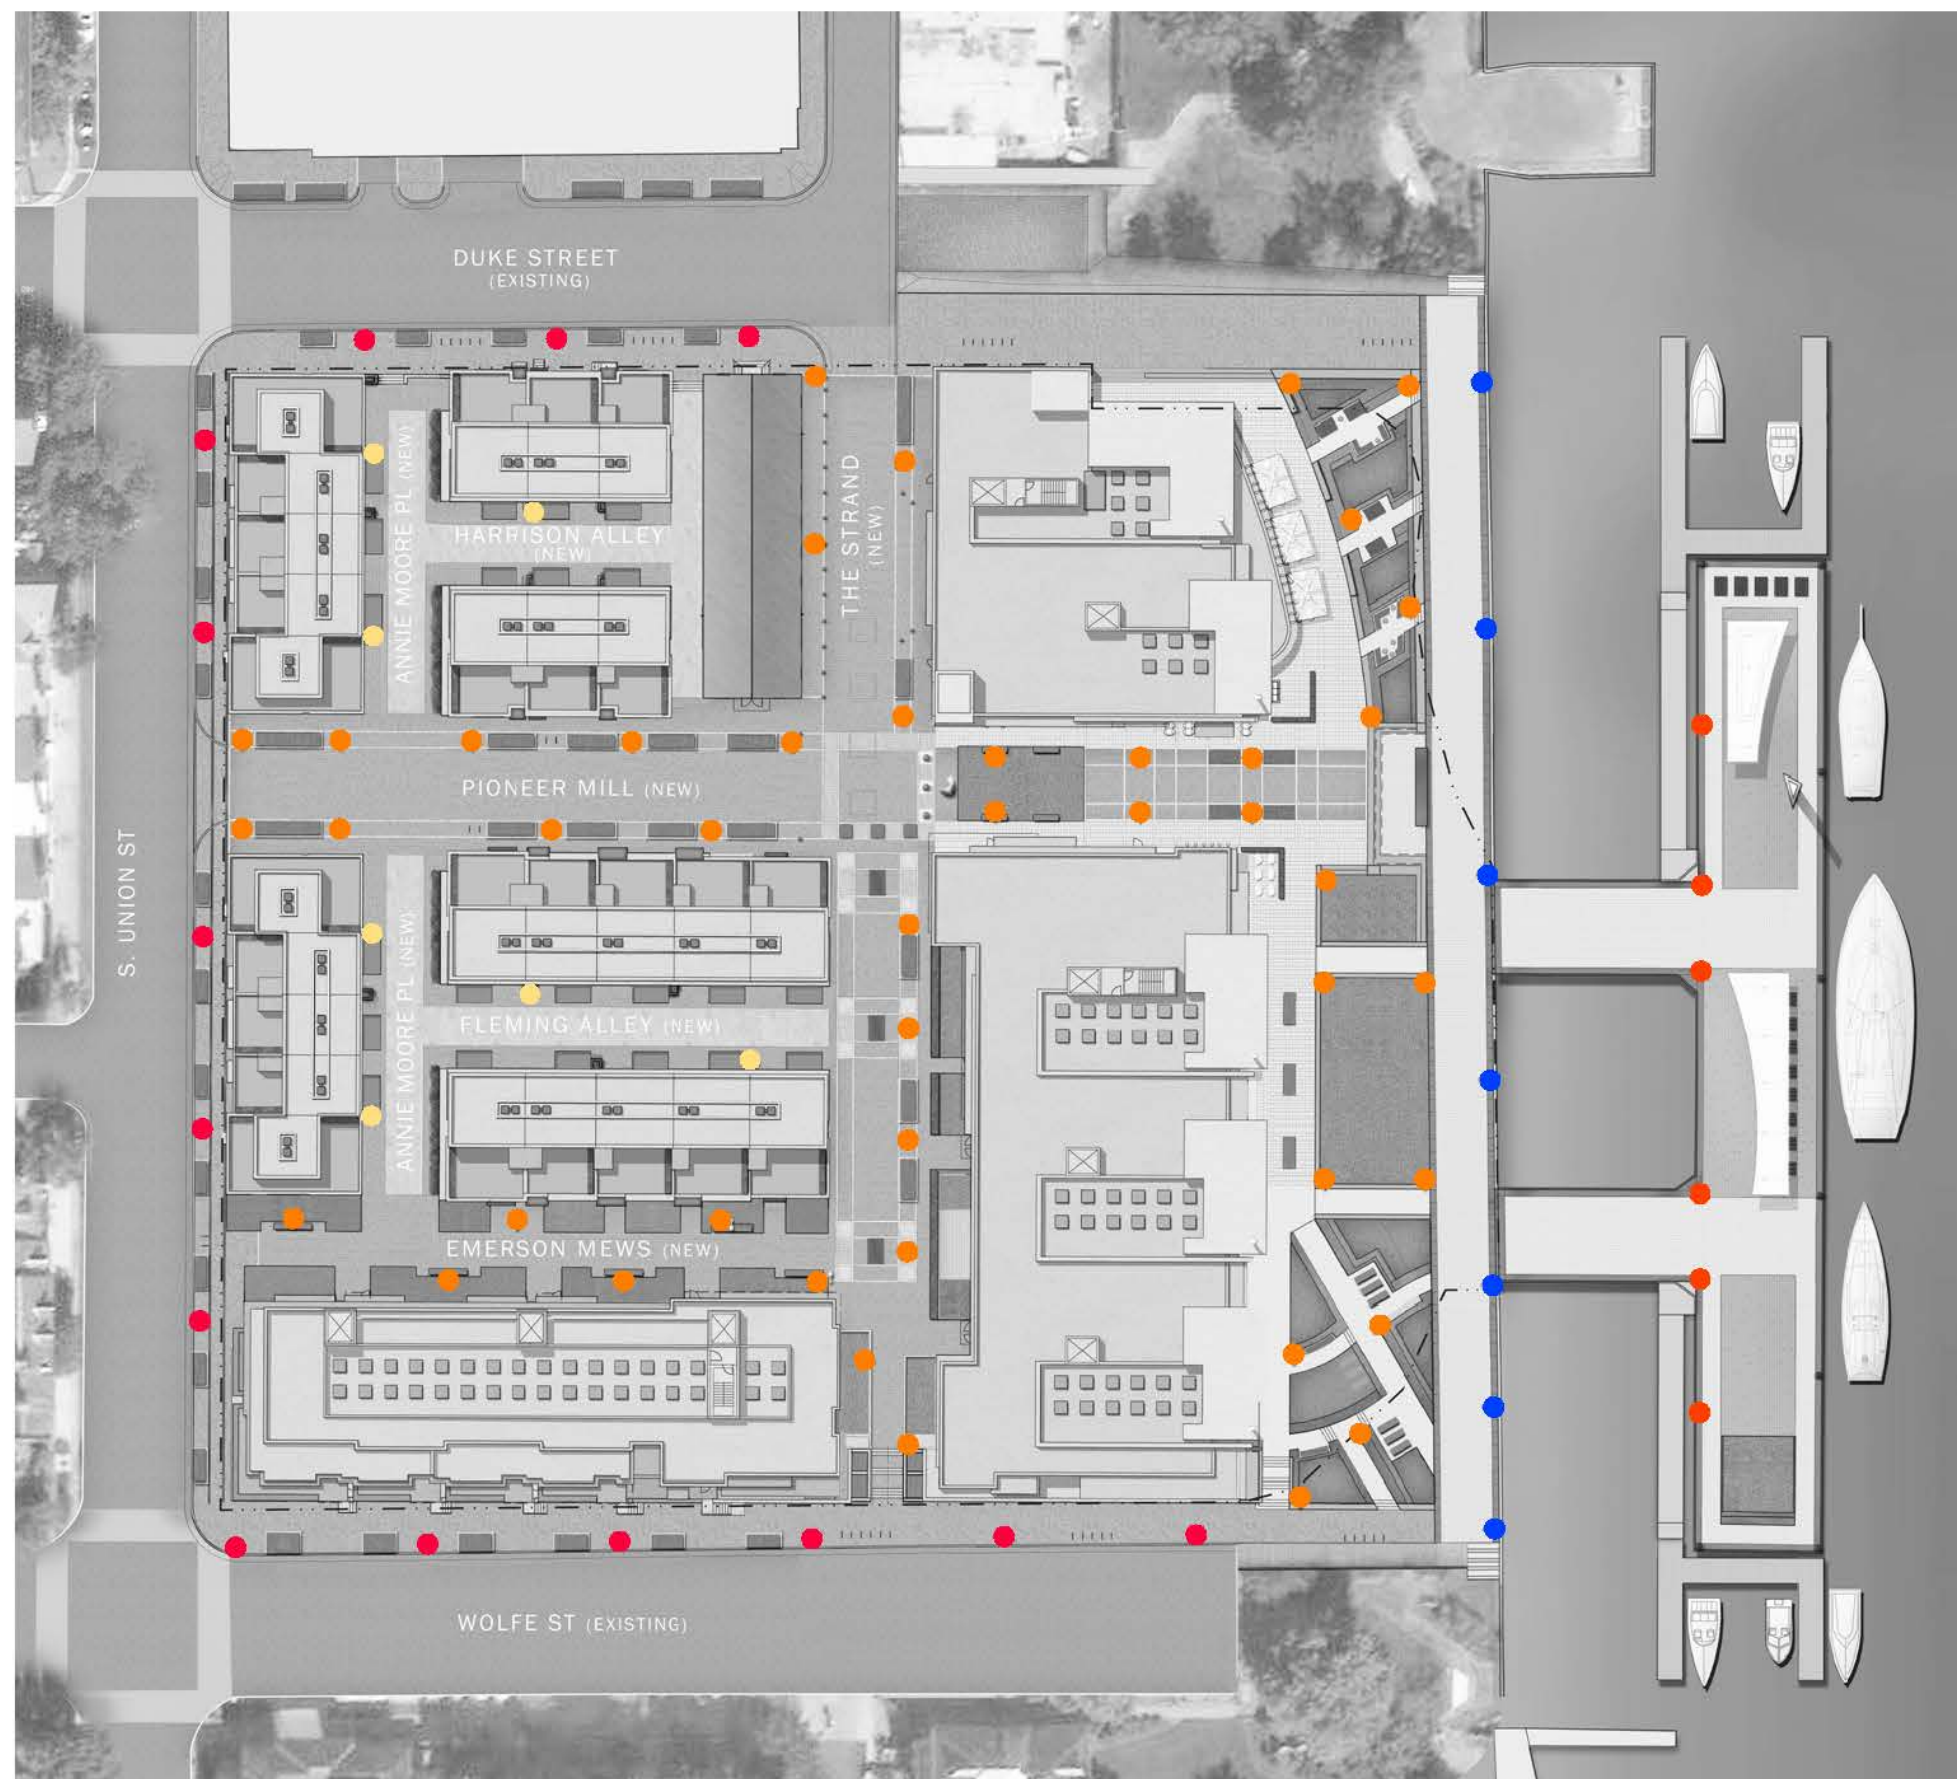 DUKE STREET
(EXISTING)
ANNIE MOORE PL (NEW)
HARRISON ALLEY
(NEW)
THE STRAND
(NEW)
PIONEER MILL (NEW)
S. UNION ST
ANNIE MOORE PL (NEW)
FLEMING ALLEY (NEW)
EMERSON MEWS (NEW)
WOLFE ST (EXISTING)